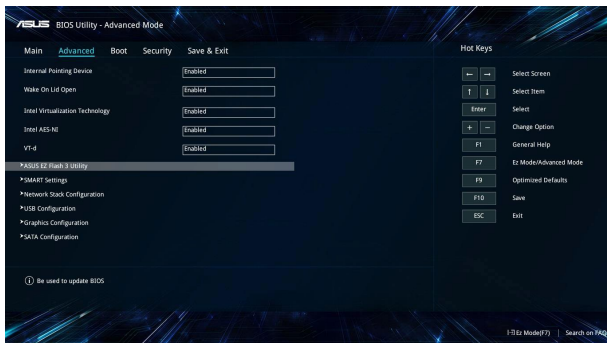 ASUS BIOS Utility - Advanced Mode
Main Advanced Boot Security Save & Exit
Internal Pointing Device Enabled
Wake On Lid Open Enabled
Intel Virtualization Technology Enabled
Intel AES-NI Enabled
VT-d Enabled
ASUS EZ Flash 3 Utility
SMART Settings
Network Stack Configuration
USB Configuration
Graphics Configuration
SATA Configuration
Be used to update BIOS
Hot Keys
← → Select Screen
↑ ↓ Select Item
Enter Select
+ − Change Option
F1 General Help
F7 Ez Mode/Advanced Mode
F9 Optimized Defaults
F10 Save
ESC Exit
Ez Mode(F7) | Search on FAQ